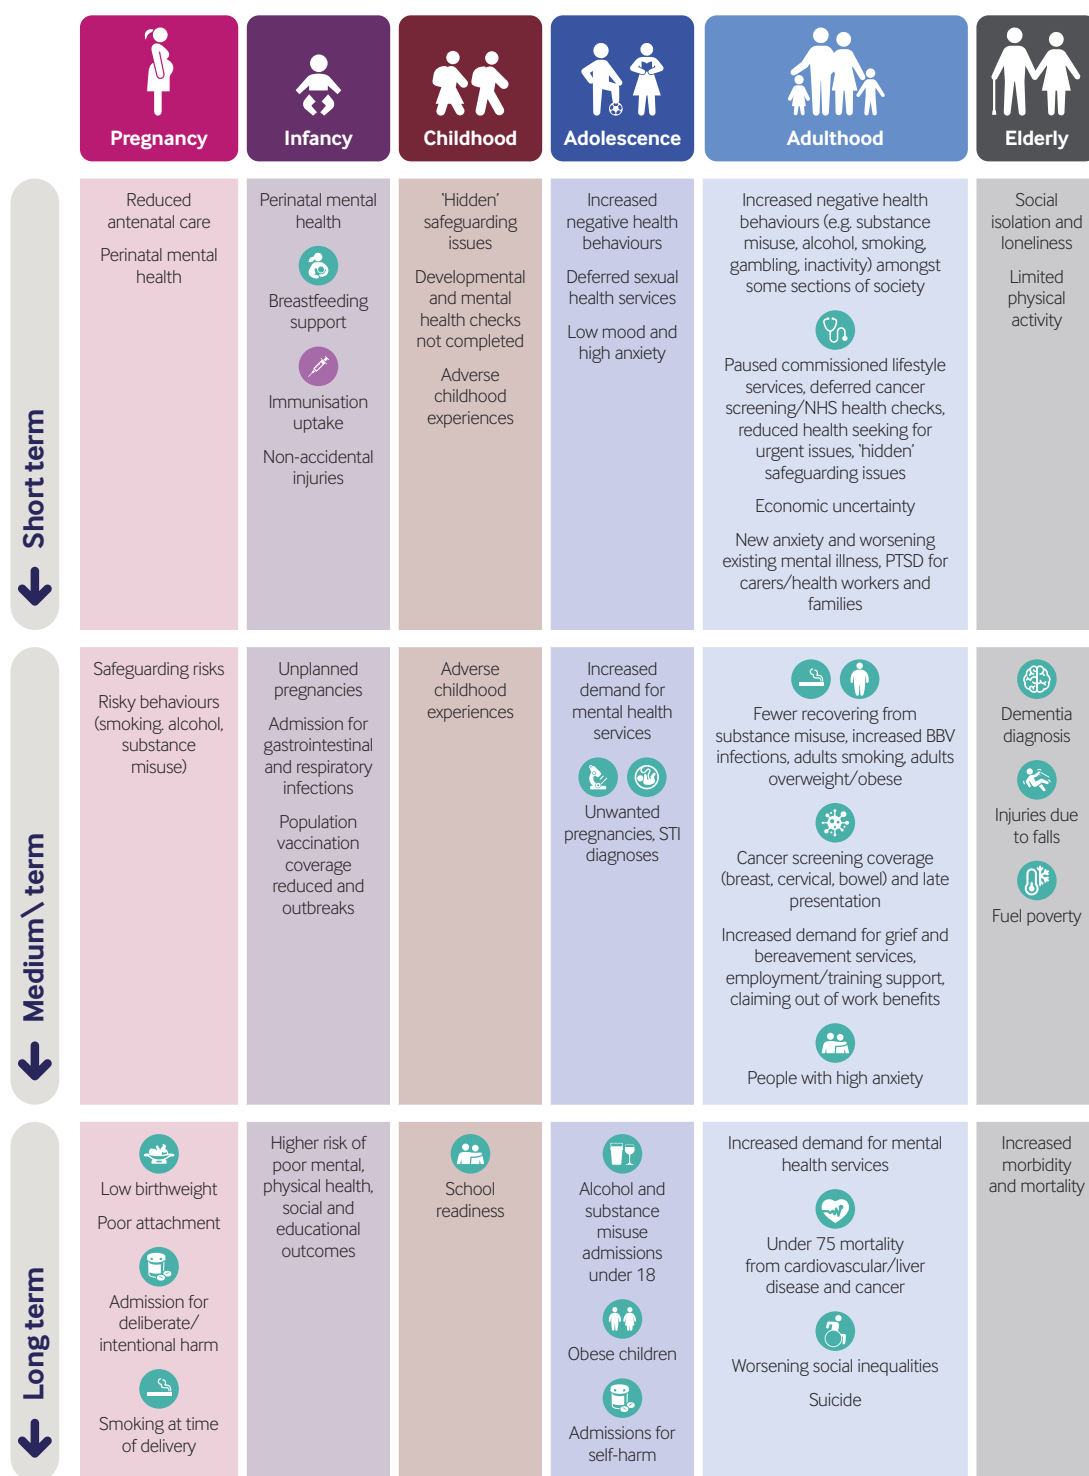 Pregnancy
Infancy
Childhood
Adolescence
Adulthood
Elderly
Short term
Reduced
antenatal care
Perinatal mental
health
Perinatal mental
health
Breastfeeding
support
Immunisation
uptake
Non-accidental
injuries
‘Hidden’
safeguarding
issues
Developmental
and mental
health checks
not completed
Adverse
childhood
experiences
Increased
negative health
behaviours
Deferred sexual
health services
Low mood and
high anxiety
Increased negative health
behaviours (e.g. substance
misuse, alcohol, smoking,
gambling, inactivity) amongst
some sections of society
Paused commissioned lifestyle
services, deferred cancer
screening/NHS health checks,
reduced health seeking for
urgent issues, ‘hidden’
safeguarding issues
Economic uncertainty
New anxiety and worsening
existing mental illness, PTSD for
carers/health workers and
families
Social
isolation and
loneliness
Limited
physical
activity
Medium\ term
Safeguarding risks
Risky behaviours
(smoking, alcohol,
substance
misuse)
Unplanned
pregnancies
Admission for
gastrointestinal
and respiratory
infections
Population
vaccination
coverage
reduced and
outbreaks
Adverse
childhood
experiences
Increased
demand for
mental health
services
Unwanted
pregnancies, STI
diagnoses
Fewer recovering from
substance misuse, increased BBV
infections, adults smoking, adults
overweight/obese
Cancer screening coverage
(breast, cervical, bowel) and late
presentation
Increased demand for grief and
bereavement services,
employment/training support,
claiming out of work benefits
People with high anxiety
Dementia
diagnosis
Injuries due
to falls
Fuel poverty
Long term
Low birthweight
Poor attachment
Admission for
deliberate/
intentional harm
Smoking at time
of delivery
Higher risk of
poor mental,
physical health,
social and
educational
outcomes
School
readiness
Alcohol and
substance
misuse
admissions
under 18
Obese children
Admissions for
self-harm
Increased demand for mental
health services
Under 75 mortality
from cardiovascular/liver
disease and cancer
Worsening social inequalities
Suicide
Increased
morbidity
and mortality